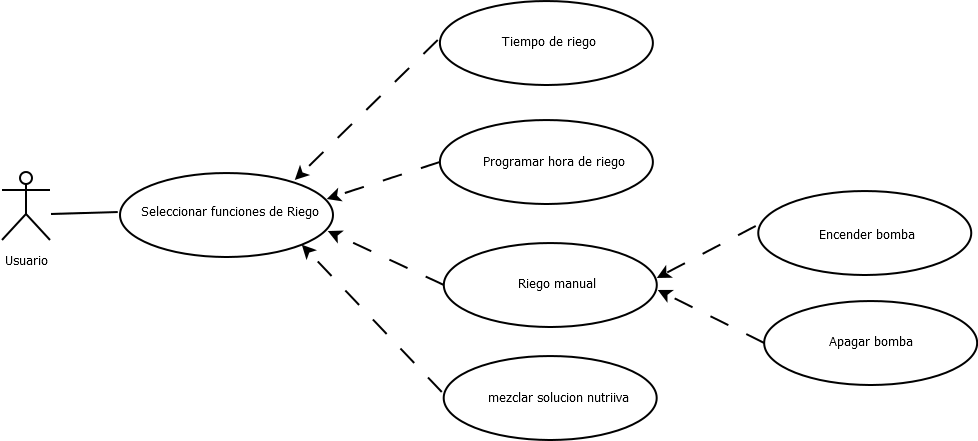 Tiempo de riego
Programar hora de riego
Seleccionar funciones de Riego
Usuario
Encender bomba
Riego manual
Apagar bomba
mezclar solucion nutriiva